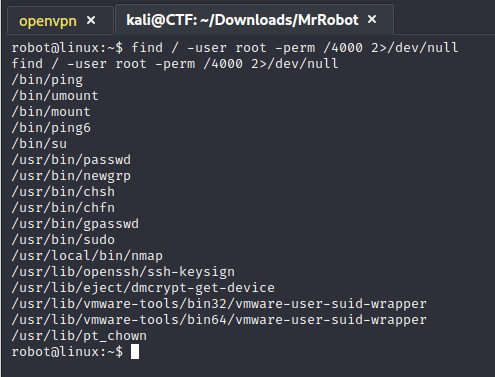 openvpn × kali@CTF: ~/Downloads/MrRobot ×
robot@linux:~$ find / -user root -perm /4000 2>/dev/null
find / -user root -perm /4000 2>/dev/null
/bin/ping
/bin/umount
/bin/mount
/bin/ping6
/bin/su
/usr/bin/passwd
/usr/bin/newgrp
/usr/bin/chsh
/usr/bin/chfn
/usr/bin/gpasswd
/usr/bin/sudo
/usr/local/bin/nmap
/usr/lib/openssh/ssh-keysign
/usr/lib/eject/dmcrypt-get-device
/usr/lib/vmware-tools/bin32/vmware-user-suid-wrapper
/usr/lib/vmware-tools/bin64/vmware-user-suid-wrapper
/usr/lib/pt_chown
robot@linux:~$